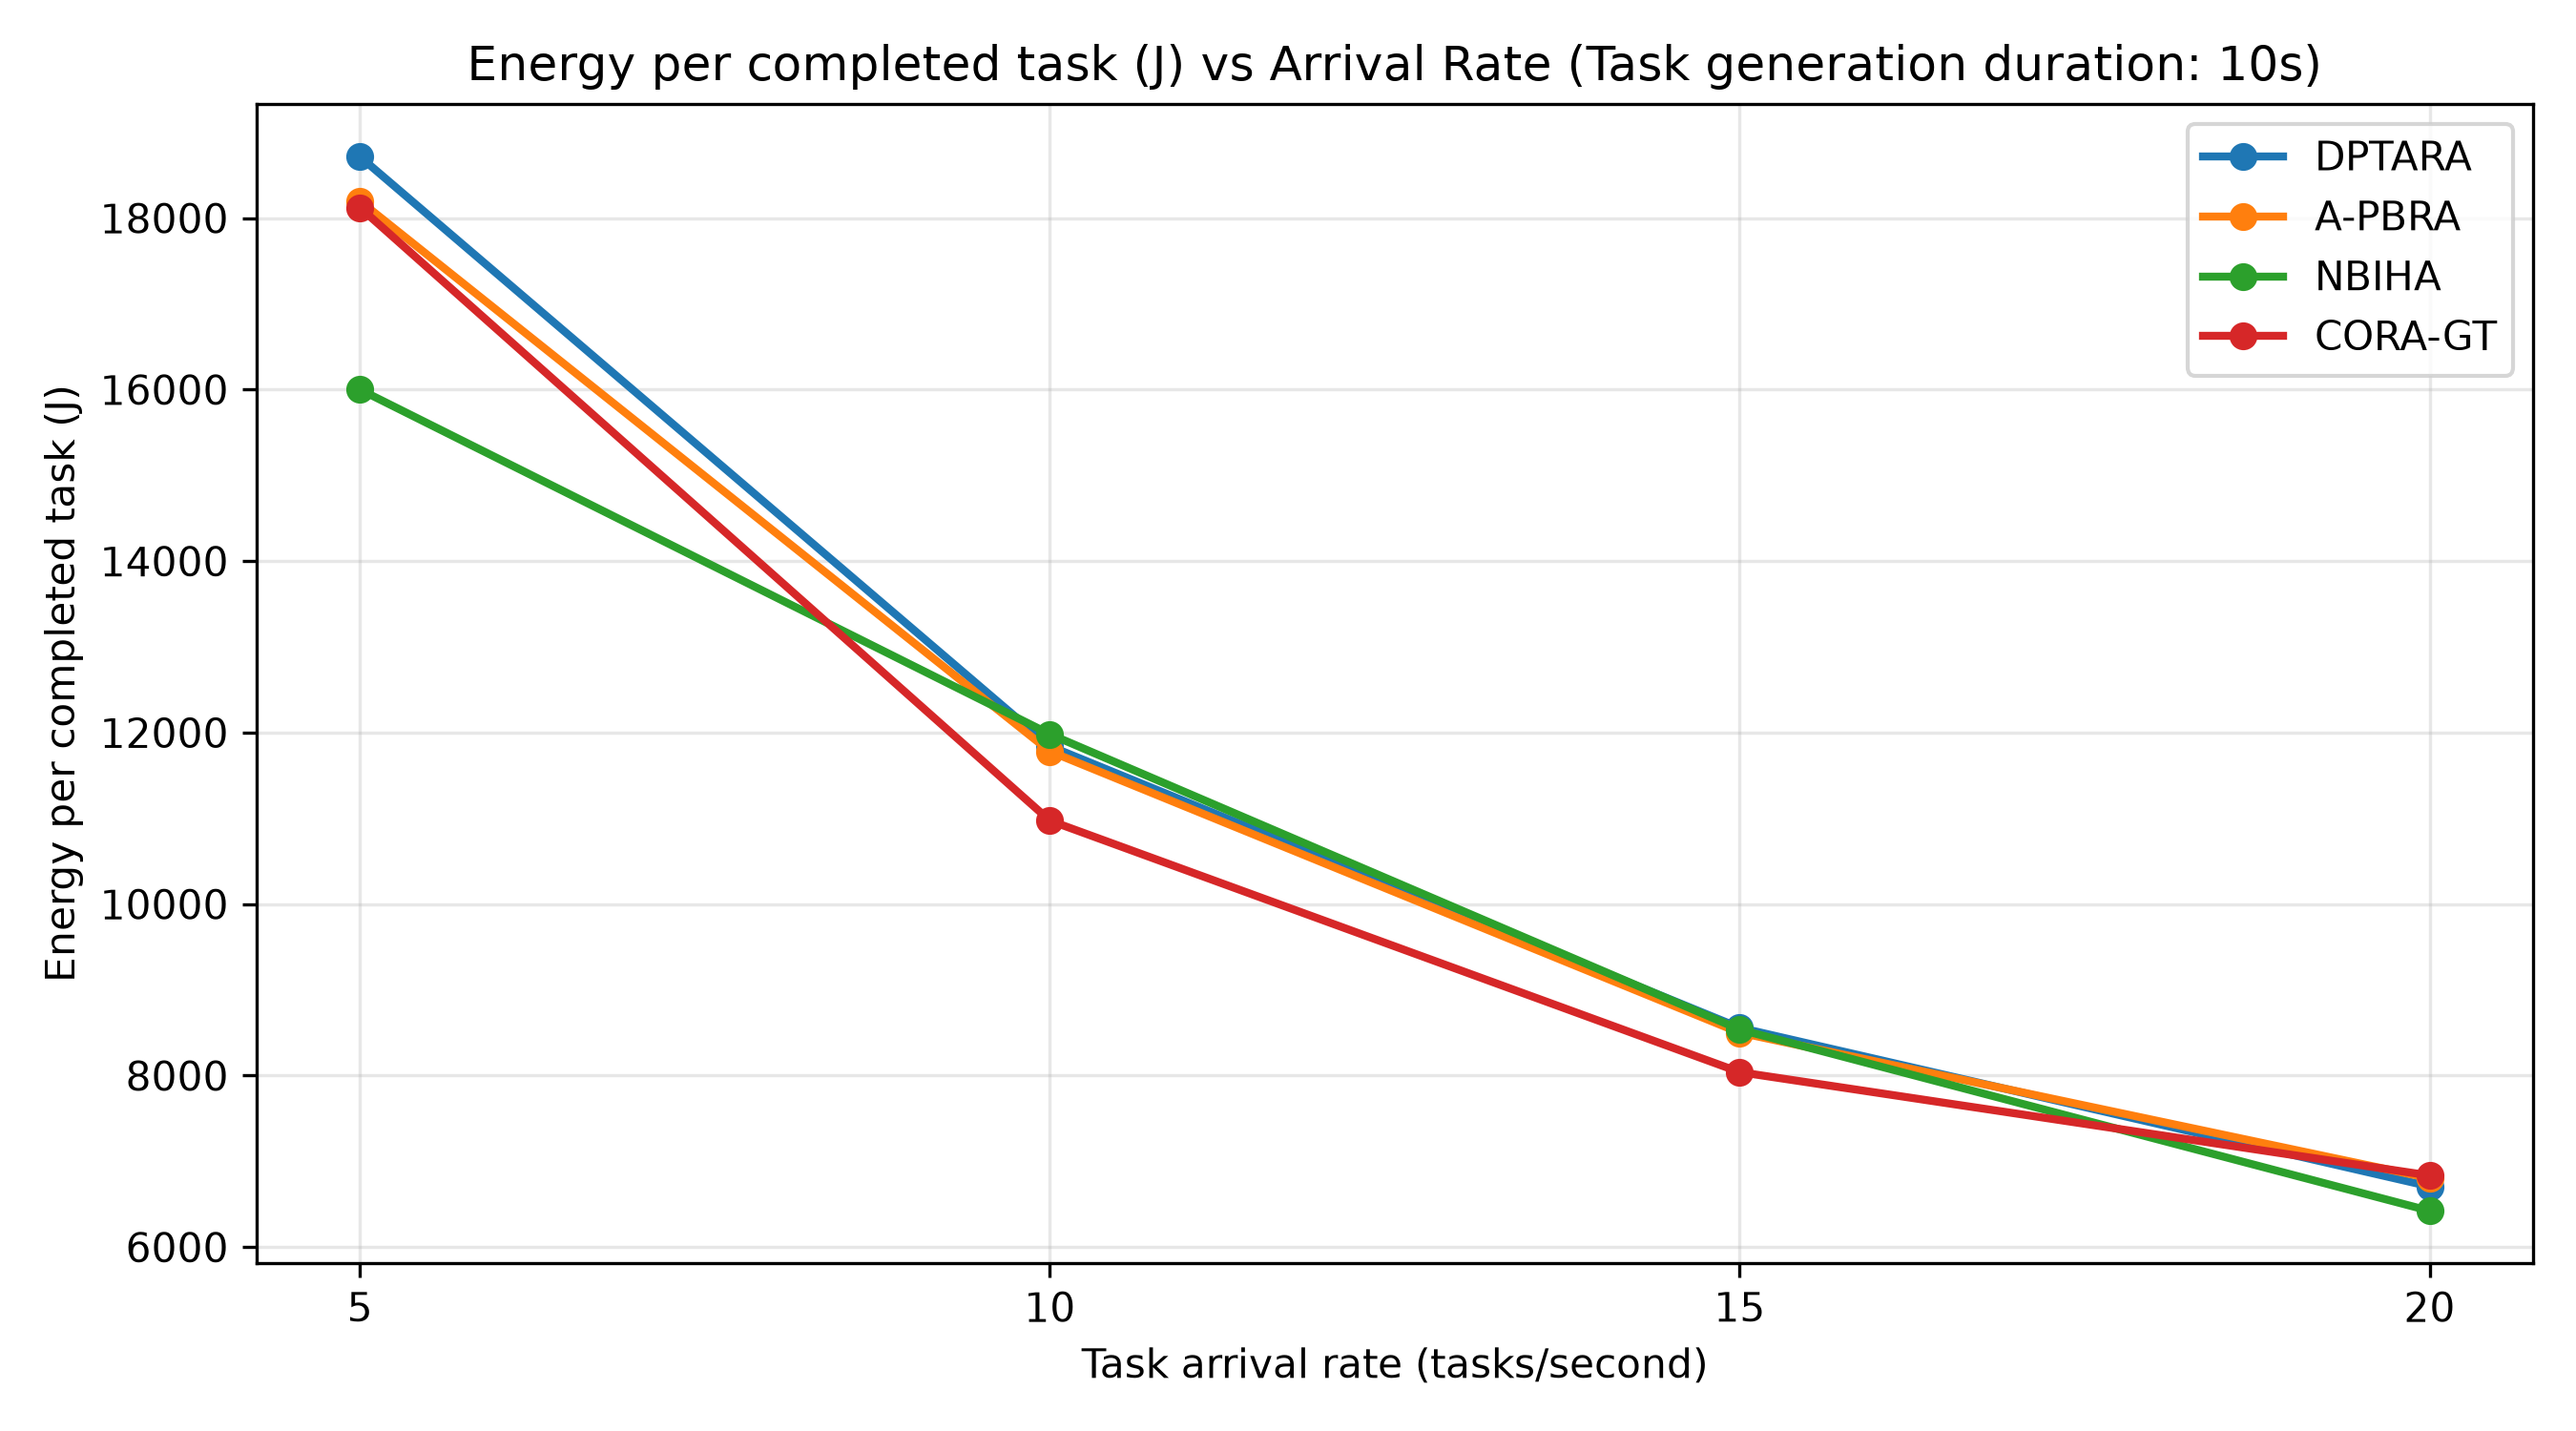 Energy per completed task (J) vs Arrival Rate (Task generation duration: 10s)
DPTARA
A-PBRA
NBIHA
CORA-GT
Energy per completed task (J)
18000
16000
14000
12000
10000
8000
6000
5
10
15
20
Task arrival rate (tasks/second)